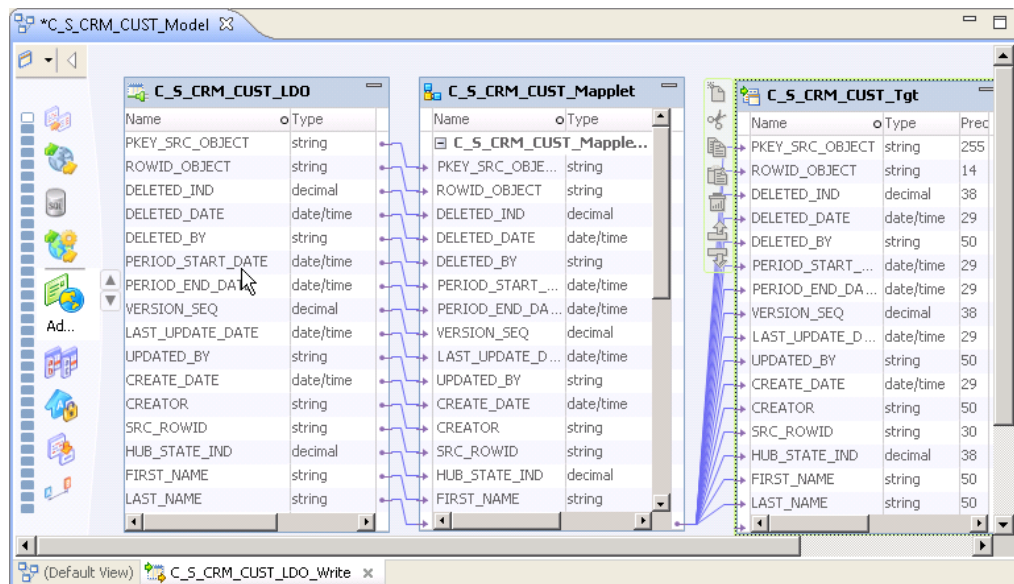 *C_S_CRM_CUST_Model
C_S_CRM_CUST_LDO
Name Type
PKEY_SRC_OBJECT string
ROWID_OBJECT string
DELETED_IND decimal
DELETED_DATE date/time
DELETED_BY string
PERIOD_START_DATE date/time
PERIOD_END_DATE date/time
VERSION_SEQ decimal
LAST_UPDATE_DATE date/time
UPDATED_BY string
CREATE_DATE date/time
CREATOR string
SRC_ROWID string
HUB_STATE_IND decimal
FIRST_NAME string
LAST_NAME string
C_S_CRM_CUST_Mapplet
Name Type
C_S_CRM_CUST_Mapple...
PKEY_SRC_OBJE... string
ROWID_OBJECT string
DELETED_IND decimal
DELETED_DATE date/time
DELETED_BY string
PERIOD_START_... date/time
PERIOD_END_DA... date/time
VERSION_SEQ decimal
LAST_UPDATE_D... date/time
UPDATED_BY string
CREATE_DATE date/time
CREATOR string
SRC_ROWID string
HUB_STATE_IND decimal
FIRST_NAME string
C_S_CRM_CUST_Tgt
Name Type Prec
PKEY_SRC_OBJECT string 255
ROWID_OBJECT string 14
DELETED_IND decimal 38
DELETED_DATE date/time 29
DELETED_BY string 50
PERIOD_START_... date/time 29
PERIOD_END_DA... date/time 29
VERSION_SEQ decimal 38
LAST_UPDATE_D... date/time 29
UPDATED_BY string 50
CREATE_DATE date/time 29
CREATOR string 50
SRC_ROWID string 30
HUB_STATE_IND decimal 38
FIRST_NAME string 50
LAST_NAME string 50
SQL
Ad...
(Default View) C_S_CRM_CUST_LDO_Write